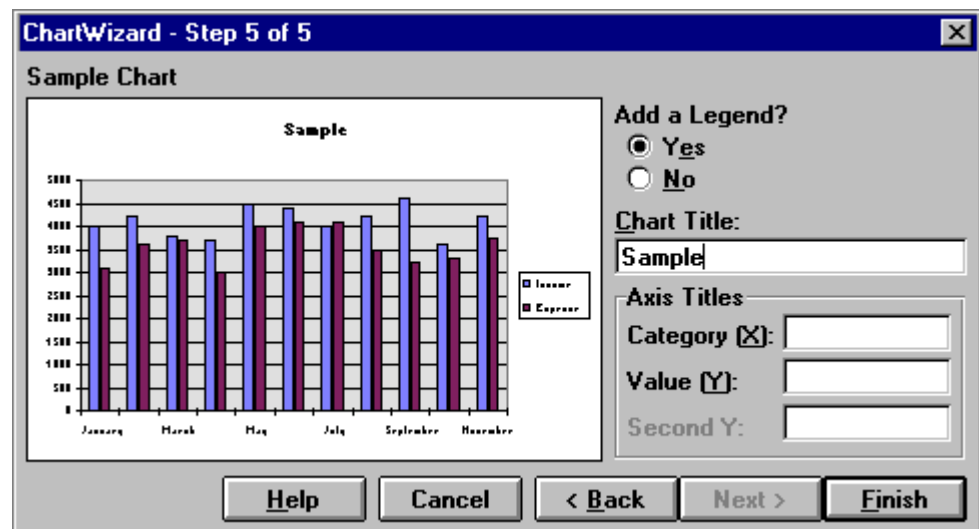 ChartWizard - Step 5 of 5
Sample Chart
Sample
5000
4500
4000
3500
3000
2500
2000
1500
1000
500
0
January
March
May
July
September
November
Income
Expense
Add a Legend?
Yes
No
Chart Title:
Sample
Axis Titles
Category (X):
Value (Y):
Second Y:
Help
Cancel
< Back
Next >
Finish